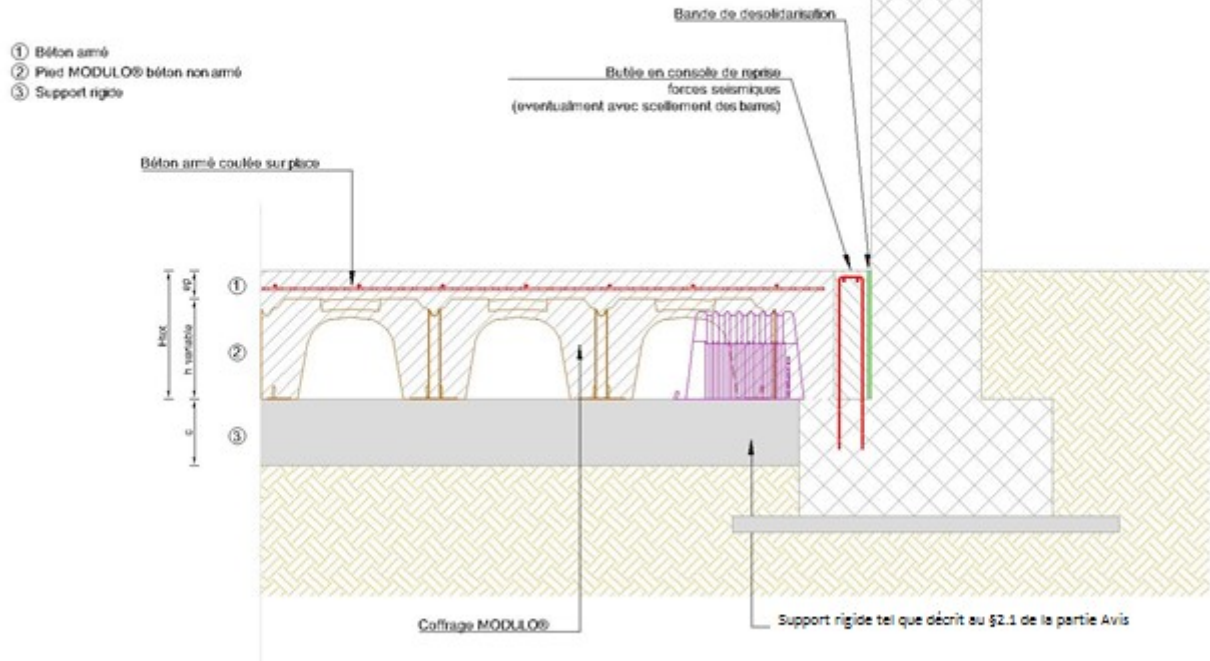 Bande de desolidarisation
① Béton armé
② Pied MODULO® béton non armé
③ Support rigide
Butée en console de reprise
forces seismiques
(eventualment avec scellement des barres)
Béton armé coulée sur place
Htot
dp
①
h variable
②
c
③
Coffrage MODULO®
Support rigide tel que décrit au §2.1 de la partie Avis